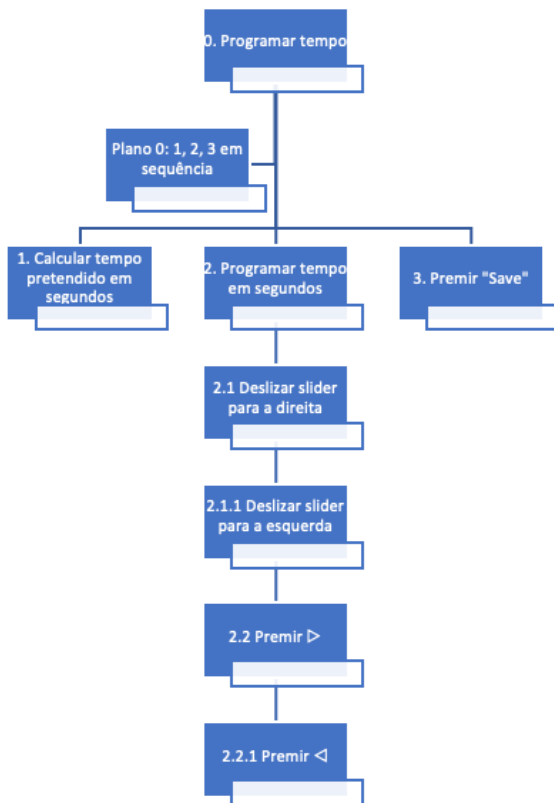 0. Programar tempo
Plano 0: 1, 2, 3 em
sequência
1. Calcular tempo
pretendido em
segundos
2. Programar tempo
em segundos
3. Premir "Save"
2.1 Deslizar slider
para a direita
2.1.1 Deslizar slider
para a esquerda
2.2 Premir ▷
2.2.1 Premir ◁